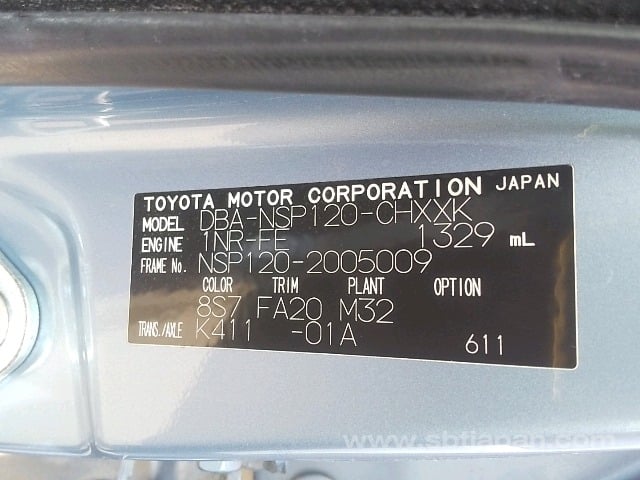 TOYOTA MOTOR CORPORATION JAPAN
MODEL DBA-NSP120-CHXXK
ENGINE 1NR-FE 1329 mL
FRAME No. NSP120-2005009
COLOR TRIM PLANT OPTION
8S7 FA20 M32
TRANS./AXLE K411 -01A
611
www.sbtjapan.com